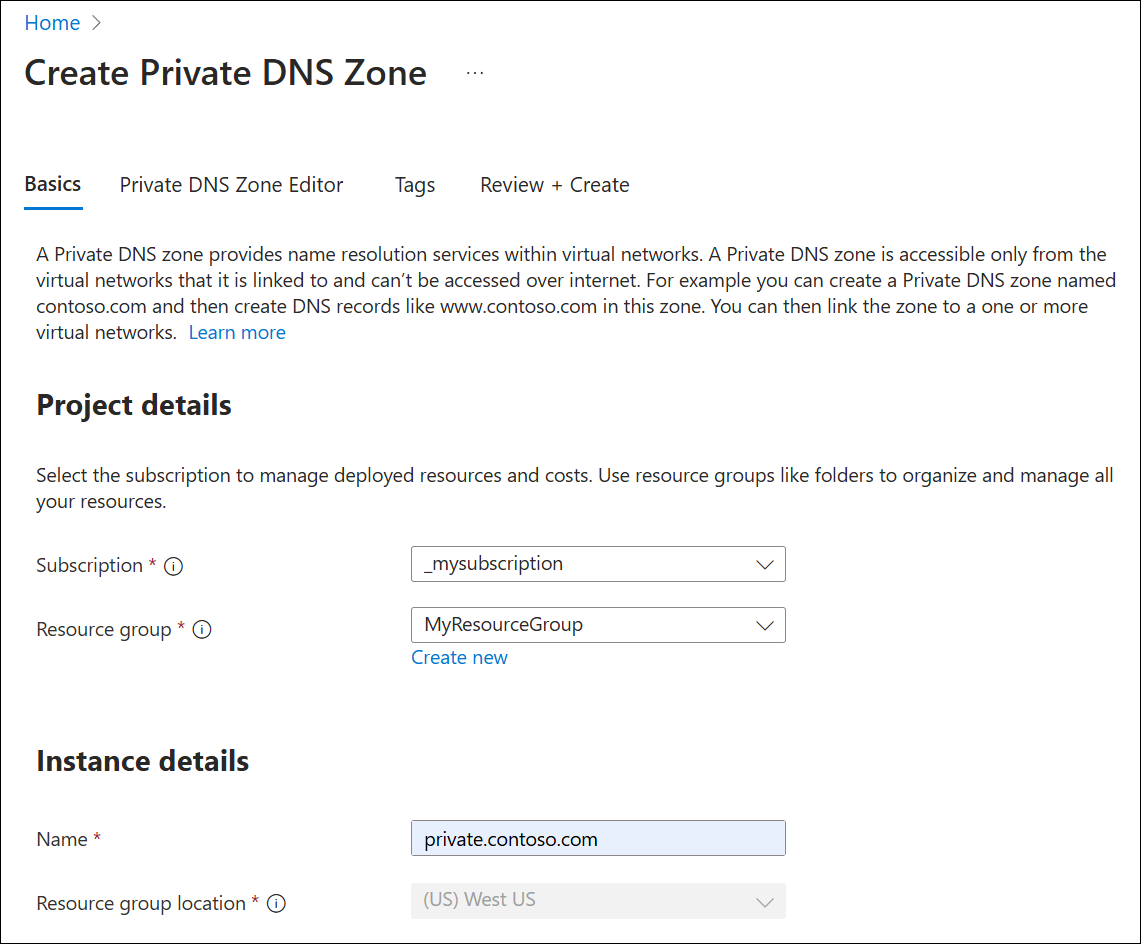 Home
Create Private DNS Zone ...
Basics Private DNS Zone Editor Tags Review + Create
A Private DNS zone provides name resolution services within virtual networks. A Private DNS zone is accessible only from the
virtual networks that it is linked to and can’t be accessed over internet. For example you can create a Private DNS zone named
contoso.com and then create DNS records like www.contoso.com in this zone. You can then link the zone to a one or more
virtual networks. Learn more
Project details
Select the subscription to manage deployed resources and costs. Use resource groups like folders to organize and manage all
your resources.
Subscription * _mysubscription
Resource group * MyResourceGroup
Create new
Instance details
Name * private.contoso.com
Resource group location * (US) West US